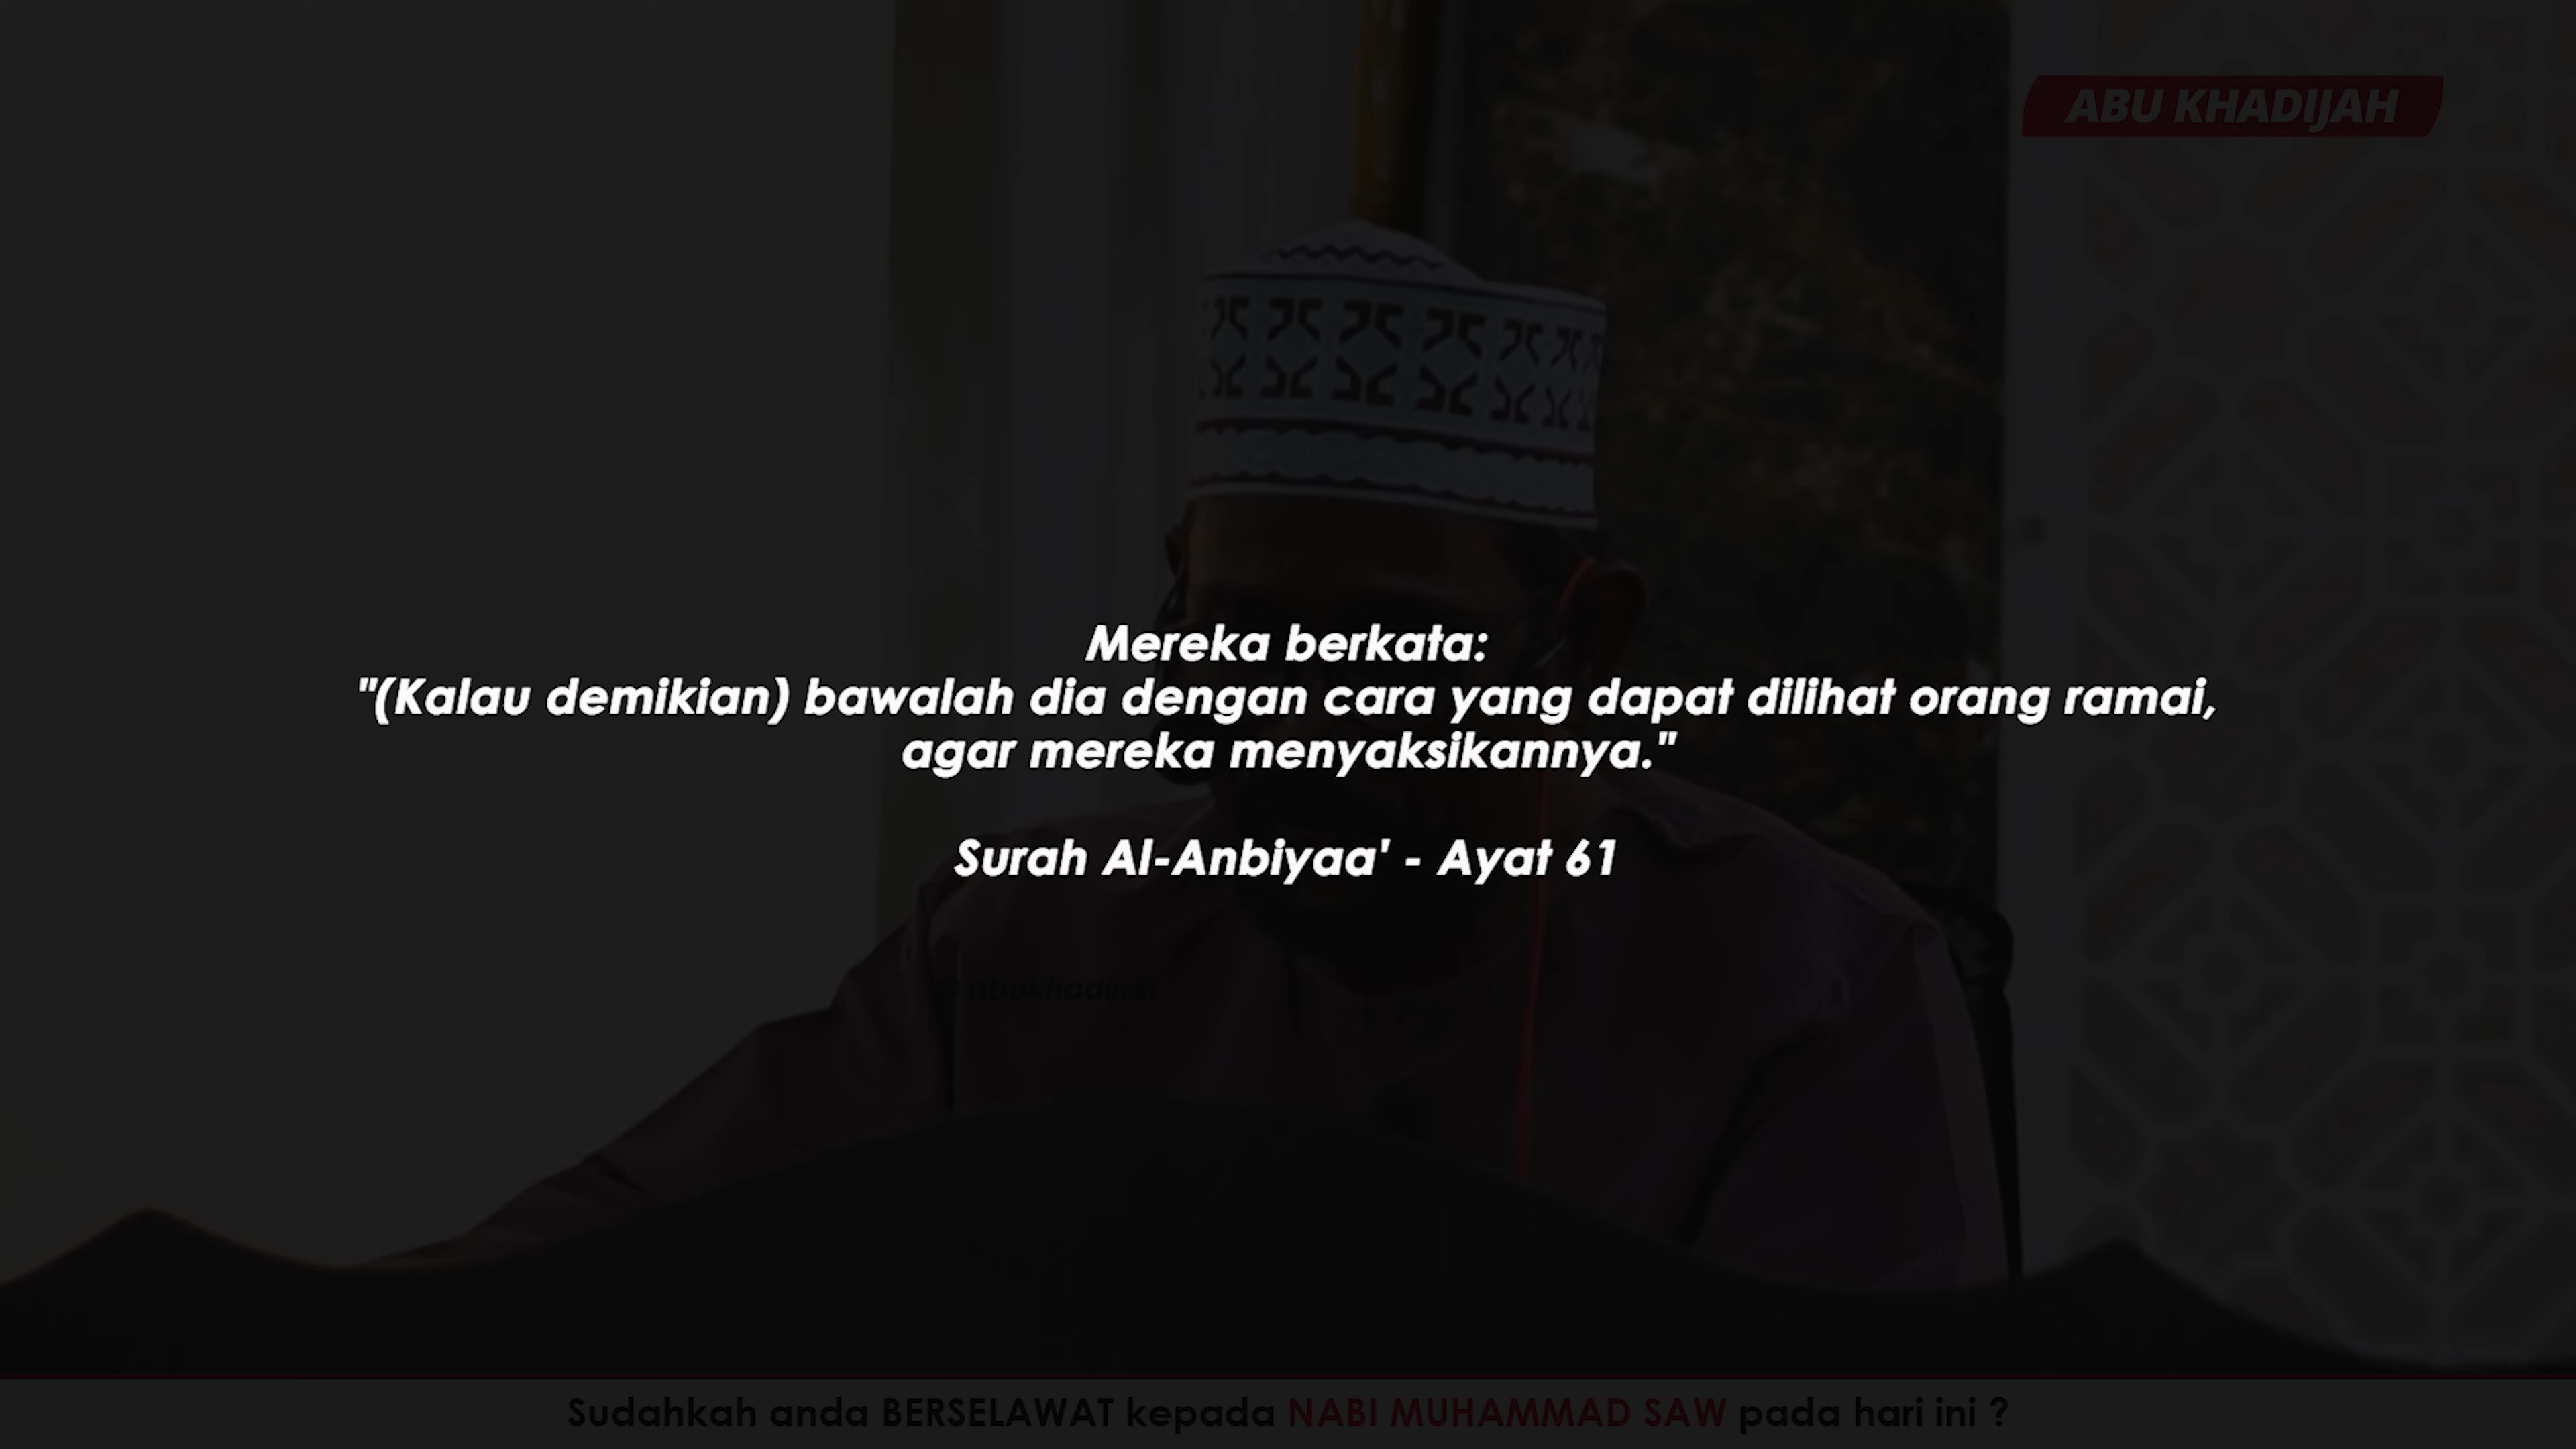 ABU KHADIJAH
Mereka berkata:
"(Kalau demikian) bawalah dia dengan cara yang dapat dilihat orang ramai,
agar mereka menyaksikannya."
Surah Al-Anbiyaa' - Ayat 61
abukhadijah
Sudahkah anda BERSELAWAT kepada NABI MUHAMMAD SAW pada hari ini ?